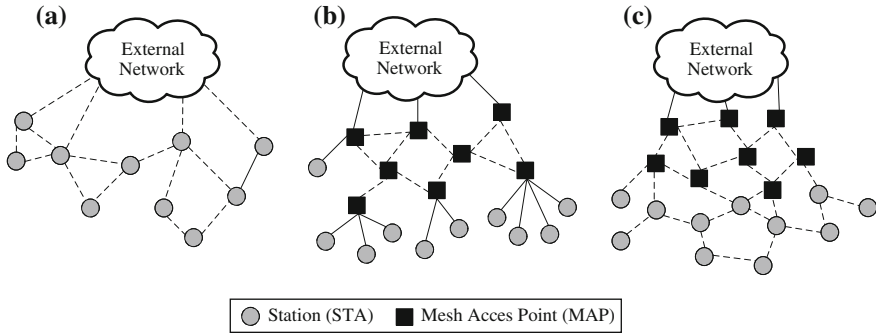 (a)
External
Network
(b)
External
Network
(c)
External
Network
Station (STA)
Mesh Acces Point (MAP)